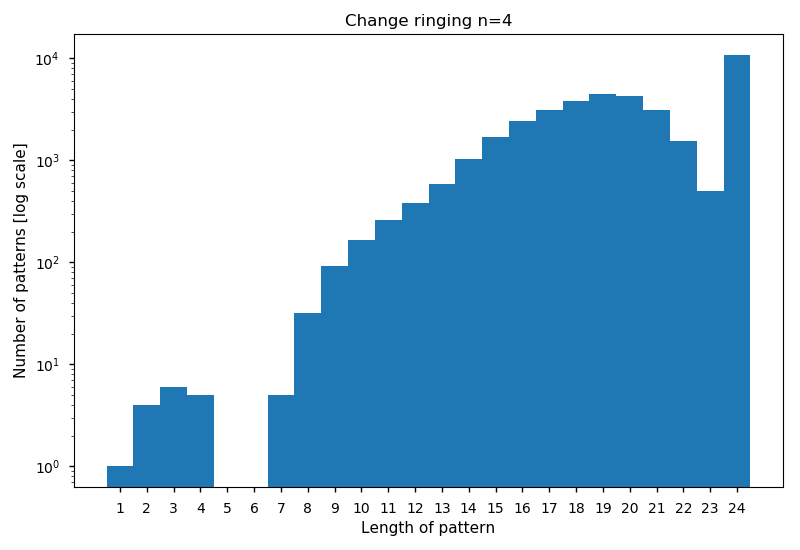 Change ringing n=4
Number of patterns [log scale]
10⁴
10³
10²
10¹
10⁰
1 2 3 4 5 6 7 8 9 10 11 12 13 14 15 16 17 18 19 20 21 22 23 24
Length of pattern